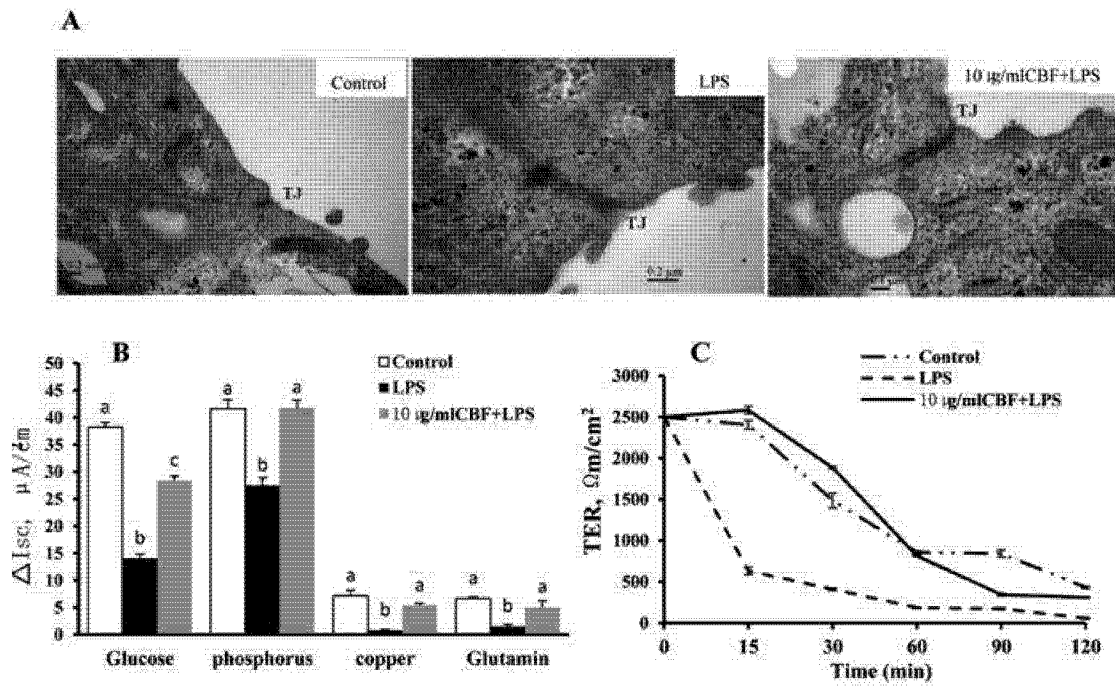 A
Control
LPS
10 μg/mlCBF+LPS
TJ
TJ
TJ
0.2 μm
B
Control
LPS
10 μg/mlCBF+LPS
ΔIsc, μA/cm
50
45
40
35
30
25
20
15
10
5
0
a
b
c
a
b
a
a
b
a
a
b
a
Glucose
phosphorus
copper
Glutamin
C
Control
LPS
10 μg/mlCBF+LPS
TER, Ωm/cm²
3000
2500
2000
1500
1000
500
0
0
15
30
60
90
120
Time (min)